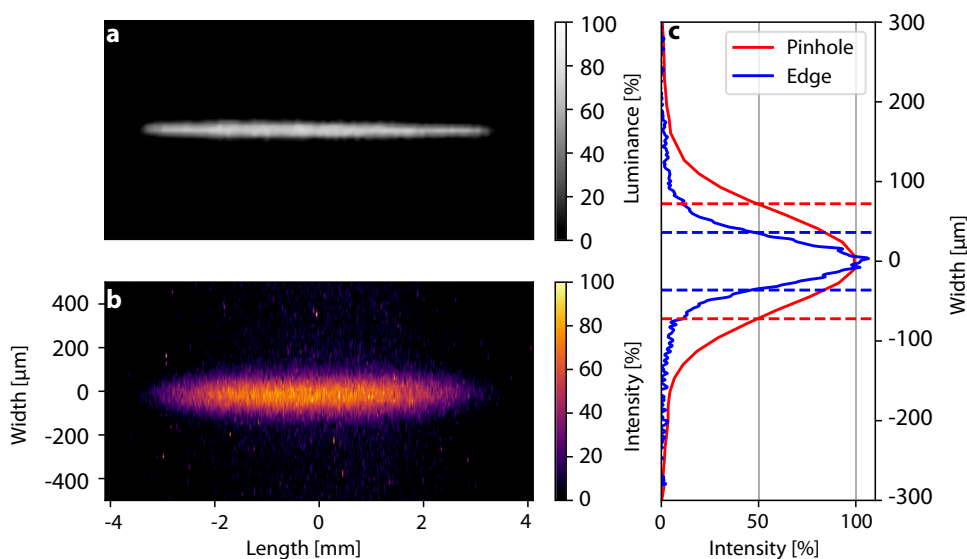 a
100
80
60
40
20
0
Luminance [%]
b
400
200
0
-200
-400
Width [µm]
-4
-2
0
2
4
Length [mm]
100
80
60
40
20
0
Intensity [%]
c
Pinhole
Edge
300
200
100
0
-100
-200
-300
Width [µm]
0
50
100
Intensity [%]